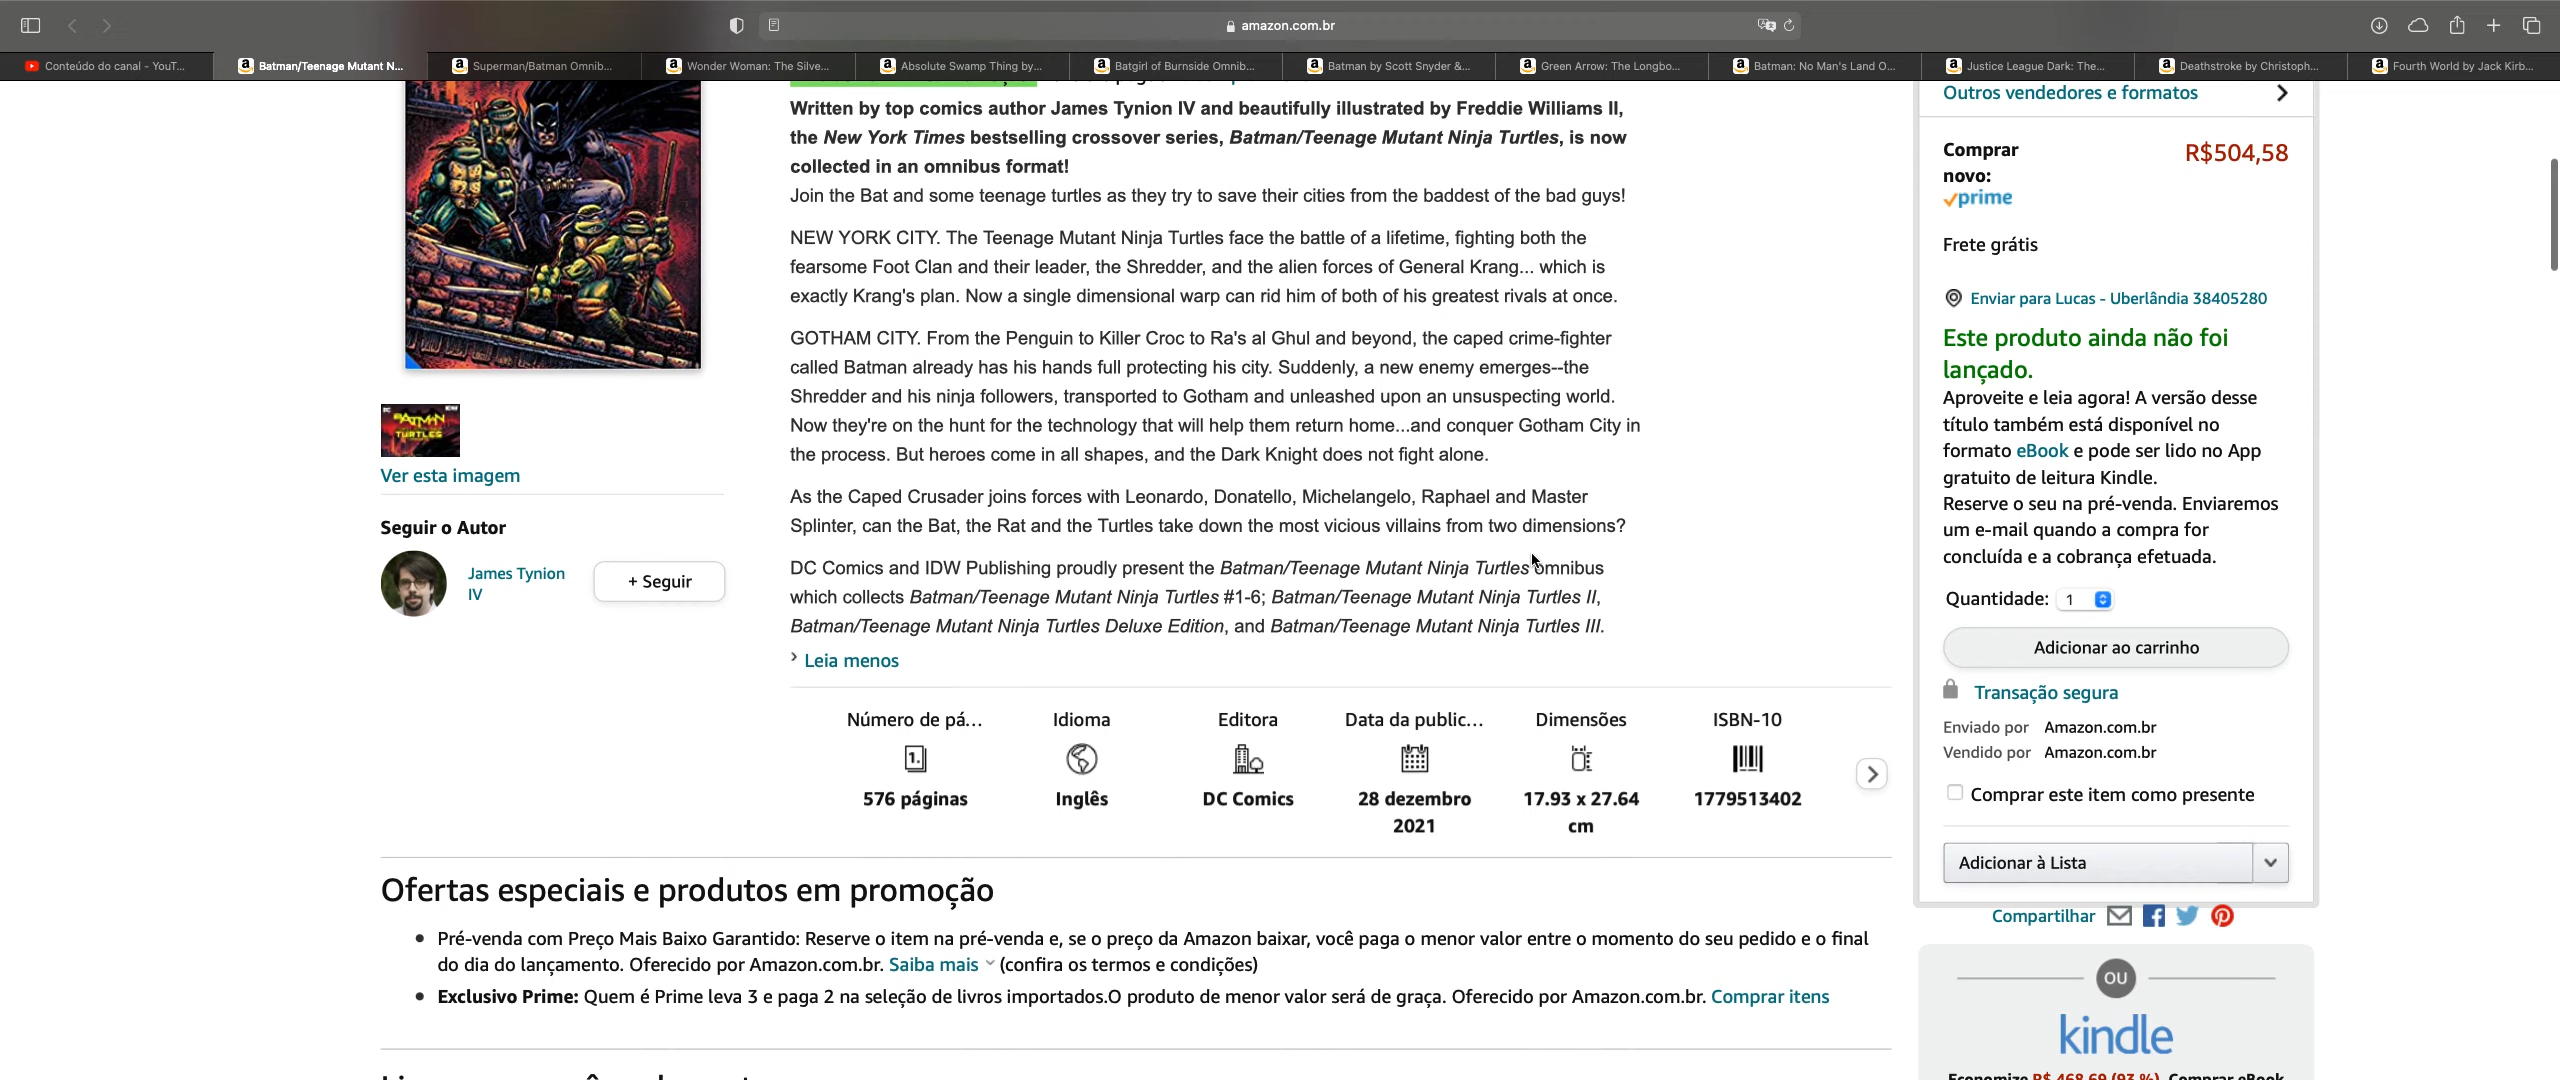 amazon.com.br
Conteúdo do canal - YouT...
Batman/Teenage Mutant N...
Superman/Batman Omnib...
Wonder Woman: The Silve...
Absolute Swamp Thing by...
Batgirl of Burnside Omnib...
Batman by Scott Snyder &...
Green Arrow: The Longbo...
Batman: No Man's Land O...
Justice League Dark: The...
Deathstroke by Christoph...
Fourth World by Jack Kirb...
BATMAN
TURTLES
Ver esta imagem
Seguir o Autor
James Tynion
IV
+ Seguir
Written by top comics author James Tynion IV and beautifully illustrated by Freddie Williams II,
the New York Times bestselling crossover series, Batman/Teenage Mutant Ninja Turtles, is now
collected in an omnibus format!
Join the Bat and some teenage turtles as they try to save their cities from the baddest of the bad guys!
NEW YORK CITY. The Teenage Mutant Ninja Turtles face the battle of a lifetime, fighting both the
fearsome Foot Clan and their leader, the Shredder, and the alien forces of General Krang... which is
exactly Krang's plan. Now a single dimensional warp can rid him of both of his greatest rivals at once.
GOTHAM CITY. From the Penguin to Killer Croc to Ra's al Ghul and beyond, the caped crime-fighter
called Batman already has his hands full protecting his city. Suddenly, a new enemy emerges--the
Shredder and his ninja followers, transported to Gotham and unleashed upon an unsuspecting world.
Now they're on the hunt for the technology that will help them return home...and conquer Gotham City in
the process. But heroes come in all shapes, and the Dark Knight does not fight alone.
As the Caped Crusader joins forces with Leonardo, Donatello, Michelangelo, Raphael and Master
Splinter, can the Bat, the Rat and the Turtles take down the most vicious villains from two dimensions?
DC Comics and IDW Publishing proudly present the Batman/Teenage Mutant Ninja Turtles omnibus
which collects Batman/Teenage Mutant Ninja Turtles #1-6; Batman/Teenage Mutant Ninja Turtles II,
Batman/Teenage Mutant Ninja Turtles Deluxe Edition, and Batman/Teenage Mutant Ninja Turtles III.
Leia menos
Número de pá...
1.
576 páginas
Idioma
Inglês
Editora
DC Comics
Data da public...
28 dezembro
2021
Dimensões
17.93 x 27.64
cm
ISBN-10
1779513402
Ofertas especiais e produtos em promoção
Pré-venda com Preço Mais Baixo Garantido: Reserve o item na pré-venda e, se o preço da Amazon baixar, você paga o menor valor entre o momento do seu pedido e o final
do dia do lançamento. Oferecido por Amazon.com.br. Saiba mais (confira os termos e condições)
Exclusivo Prime: Quem é Prime leva 3 e paga 2 na seleção de livros importados.O produto de menor valor será de graça. Oferecido por Amazon.com.br. Comprar itens
Outros vendedores e formatos
Comprar
novo:
R$504,58
prime
Frete grátis
Enviar para Lucas - Uberlândia 38405280
Este produto ainda não foi
lançado.
Aproveite e leia agora! A versão desse
título também está disponível no
formato eBook e pode ser lido no App
gratuito de leitura Kindle.
Reserve o seu na pré-venda. Enviaremos
um e-mail quando a compra for
concluída e a cobrança efetuada.
Quantidade: 1
Adicionar ao carrinho
Transação segura
Enviado por Amazon.com.br
Vendido por Amazon.com.br
Comprar este item como presente
Adicionar à Lista
Compartilhar
OU
kindle
Economize R$ 468,69 (93 %). Comprar eBook